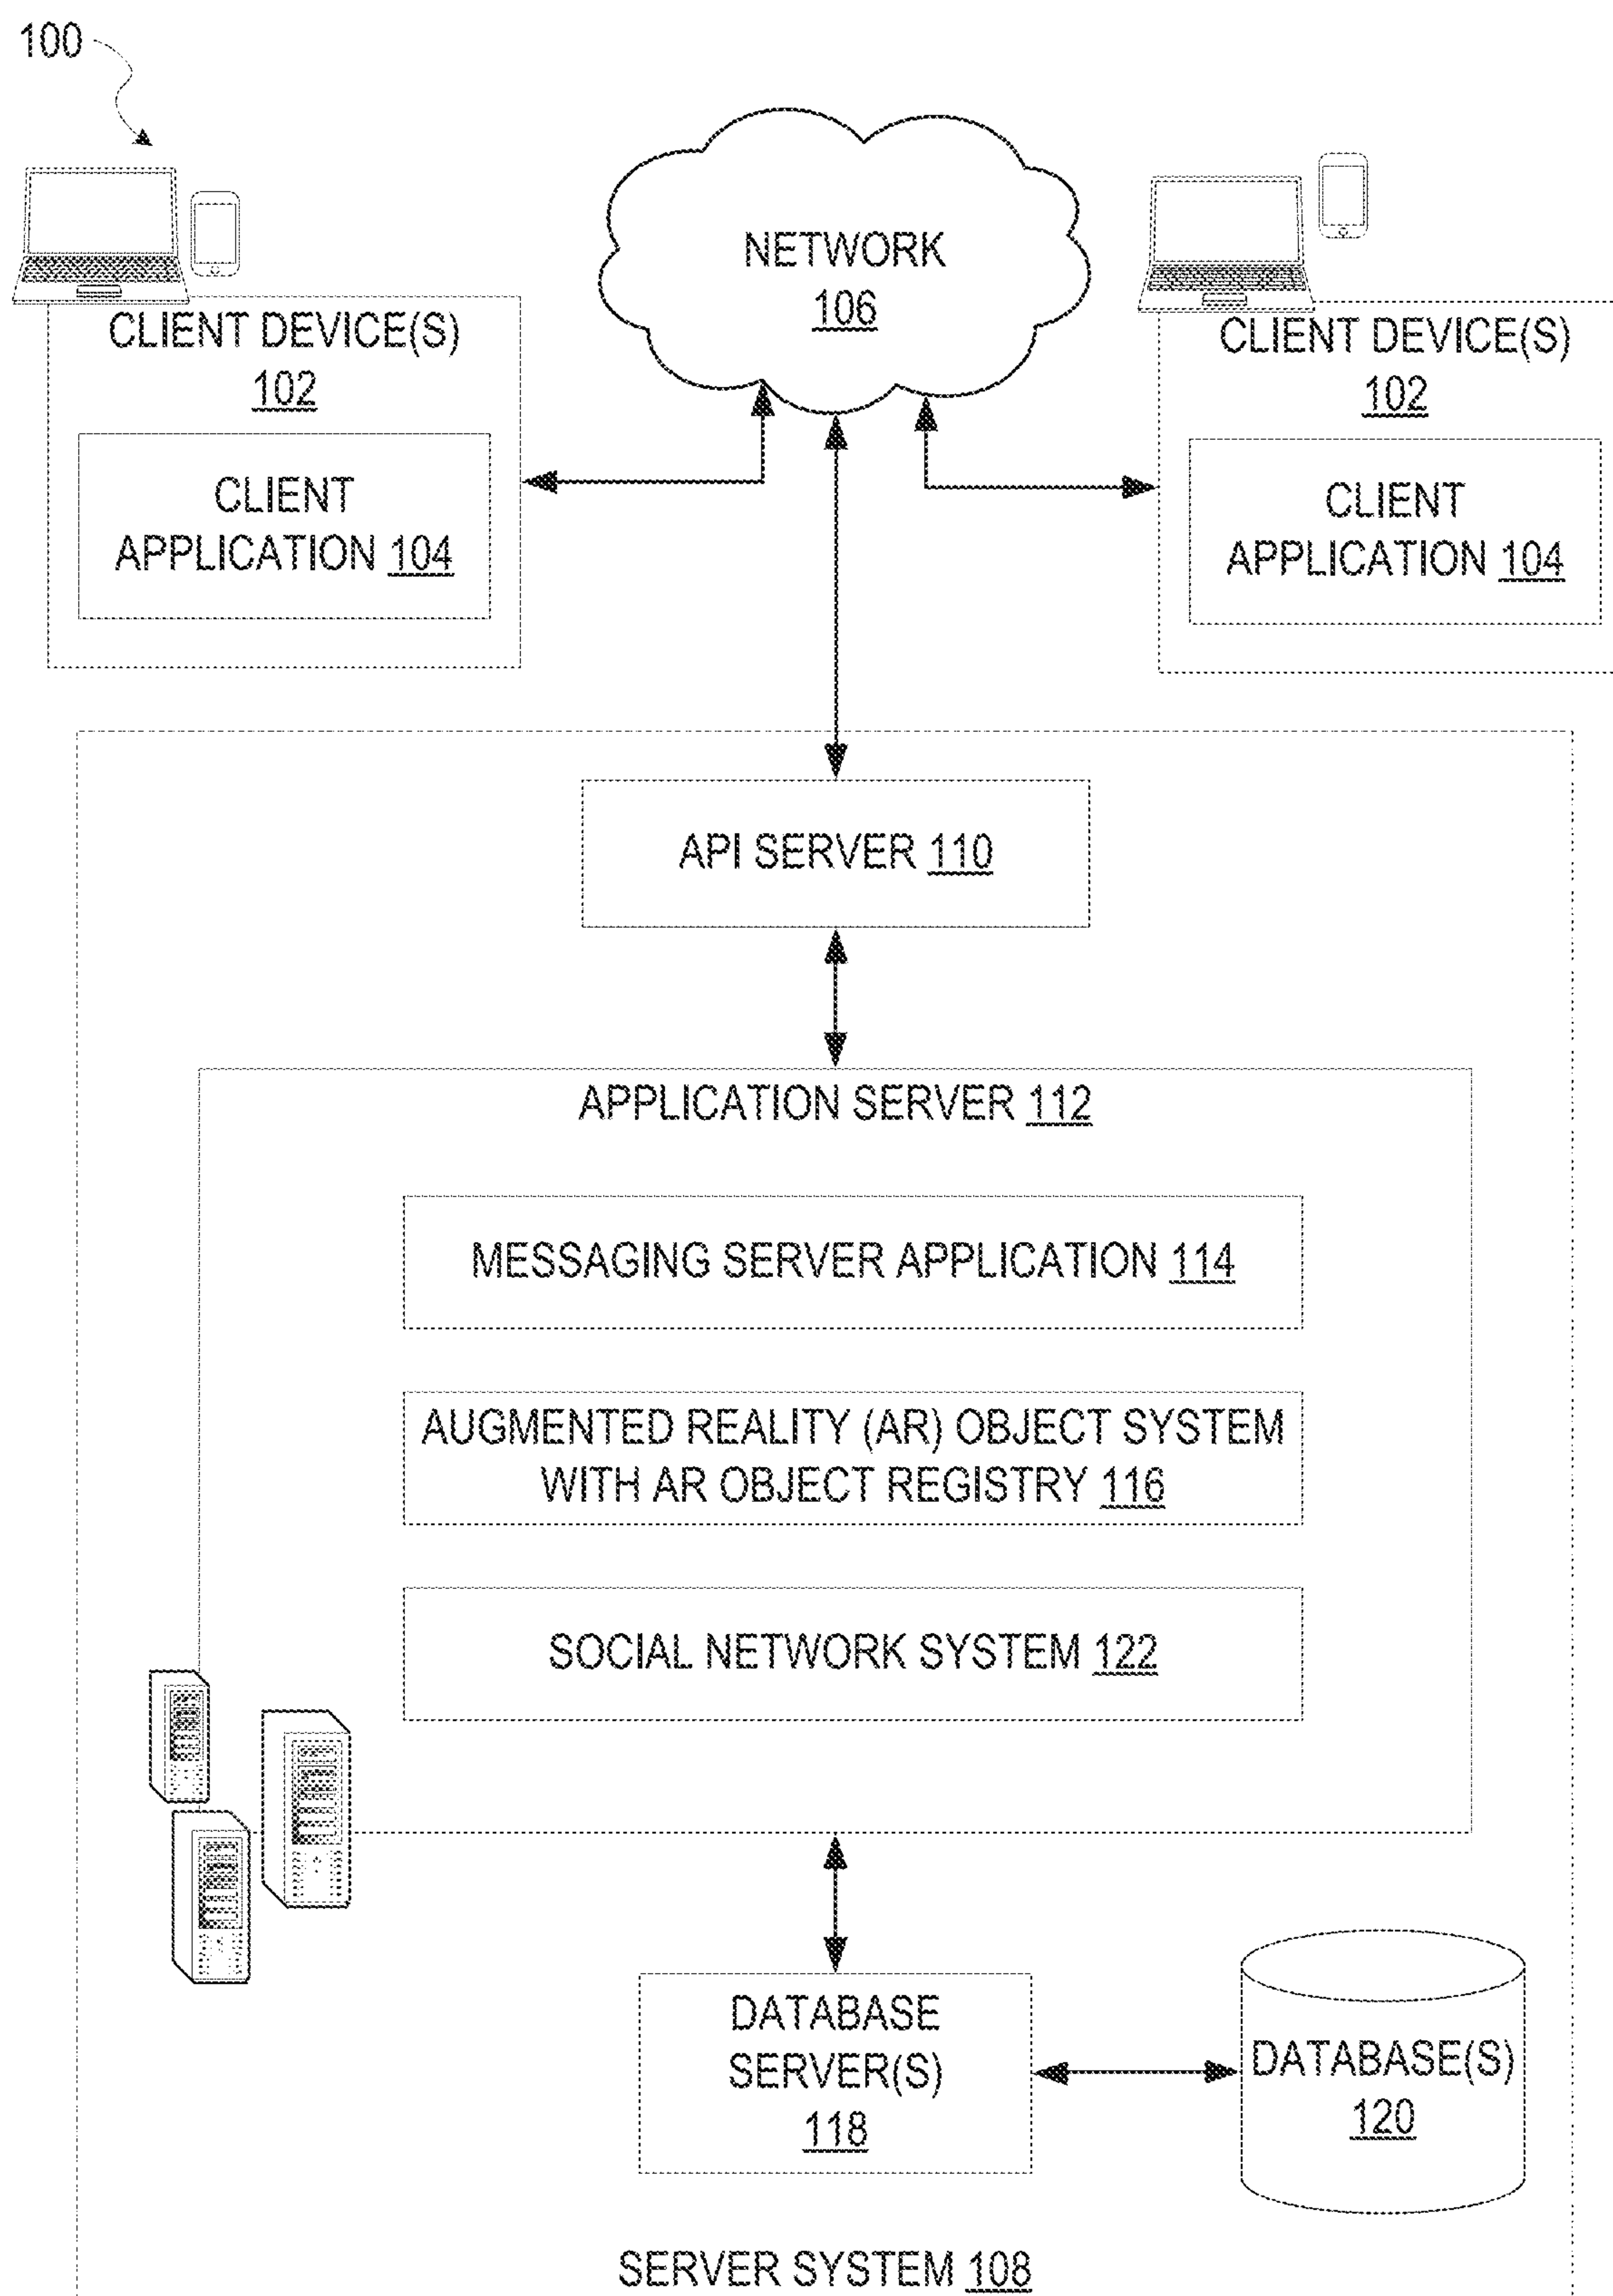 100
NETWORK
106
CLIENT DEVICE(S)
102
CLIENT
APPLICATION 104
CLIENT DEVICE(S)
102
CLIENT
APPLICATION 104
API SERVER 110
APPLICATION SERVER 112
MESSAGING SERVER APPLICATION 114
AUGMENTED REALITY (AR) OBJECT SYSTEM
WITH AR OBJECT REGISTRY 116
SOCIAL NETWORK SYSTEM 122
DATABASE
SERVER(S)
118
DATABASE(S)
120
SERVER SYSTEM 108